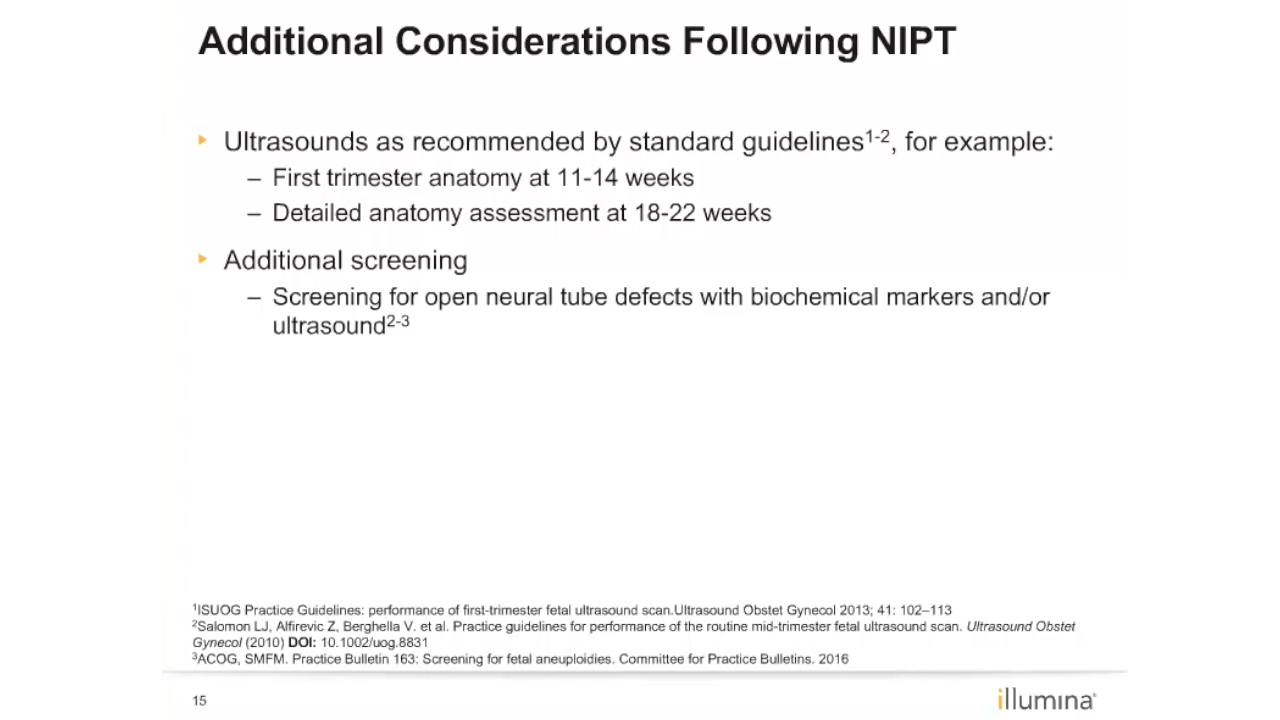 Additional Considerations Following NIPT
Ultrasounds as recommended by standard guidelines1-2, for example:
– First trimester anatomy at 11-14 weeks
– Detailed anatomy assessment at 18-22 weeks
Additional screening
– Screening for open neural tube defects with biochemical markers and/or
ultrasound2-3
1ISUOG Practice Guidelines: performance of first-trimester fetal ultrasound scan.Ultrasound Obstet Gynecol 2013; 41: 102–113
2Salomon LJ, Alfirevic Z, Berghella V. et al. Practice guidelines for performance of the routine mid-trimester fetal ultrasound scan. Ultrasound Obstet
Gynecol (2010) DOI: 10.1002/uog.8831
3ACOG, SMFM. Practice Bulletin 163: Screening for fetal aneuploidies. Committee for Practice Bulletins. 2016
15
illumina®